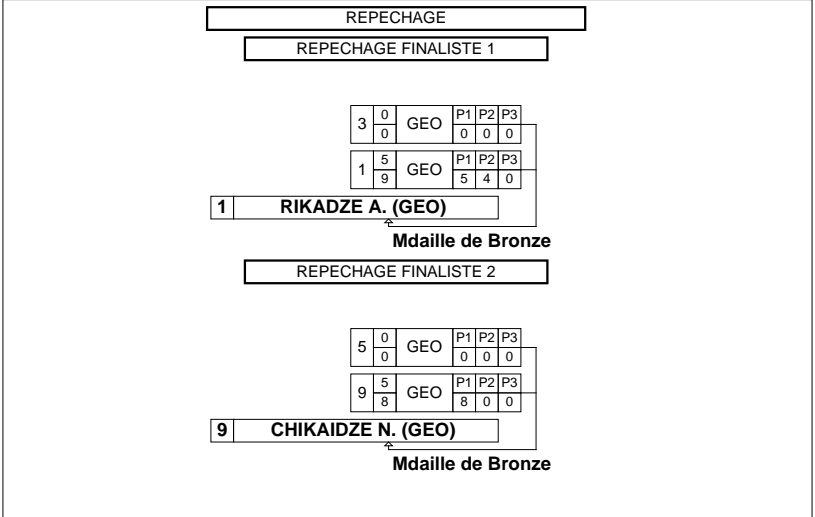 REPECHAGE
REPECHAGE FINALISTE 1
3 0 GEO P1 P2 P3
0 0 0 0
1 5 GEO P1 P2 P3
9 5 4 0
1 RIKADZE A. (GEO)
Mdaille de Bronze
REPECHAGE FINALISTE 2
5 0 GEO P1 P2 P3
0 0 0 0
9 5 GEO P1 P2 P3
8 8 0 0
9 CHIKAIDZE N. (GEO)
Mdaille de Bronze